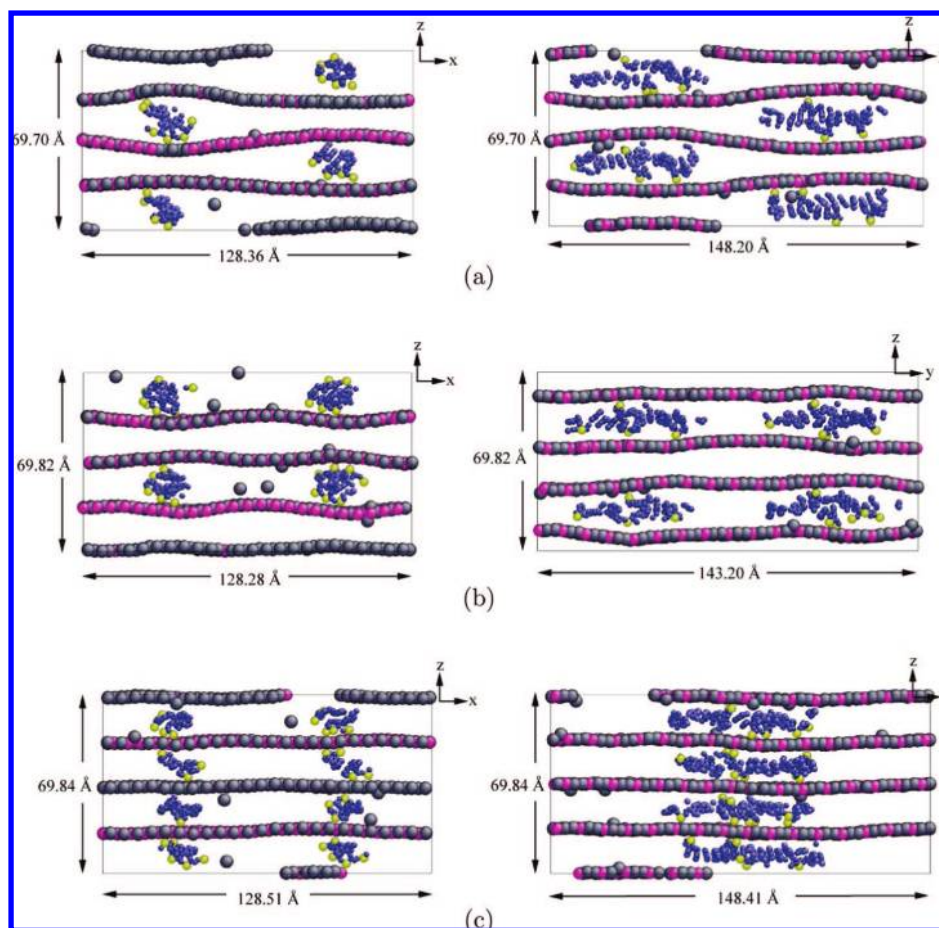 z
x
69.70 Å
128.36 Å
z
69.70 Å
148.20 Å
(a)
z
x
69.82 Å
128.28 Å
z
y
69.82 Å
143.20 Å
(b)
z
x
69.84 Å
128.51 Å
z
69.84 Å
148.41 Å
(c)